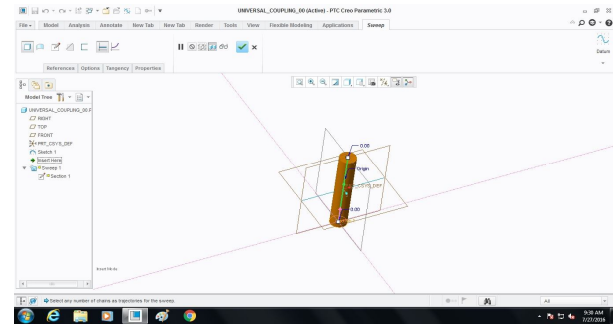 UNIVERSAL_COUPLING_00 (Active) - PTC Creo Parametric 3.0
File Model Analysis Annotate New Tab New Tab Render Tools View Flexible Modeling Applications Sweep
References Options Tangency Properties
Datum
Model Tree
UNIVERSAL_COUPLING_00.P
RIGHT
TOP
FRONT
PRT_CSYS_DEF
Sketch 1
Insert Here
Sweep 1
Section 1
0.00
Origin
CSYS_DEF
0.00
Insert Mode
Select any number of chains as trajectories for the sweep.
All
9:30 AM
7/27/2016